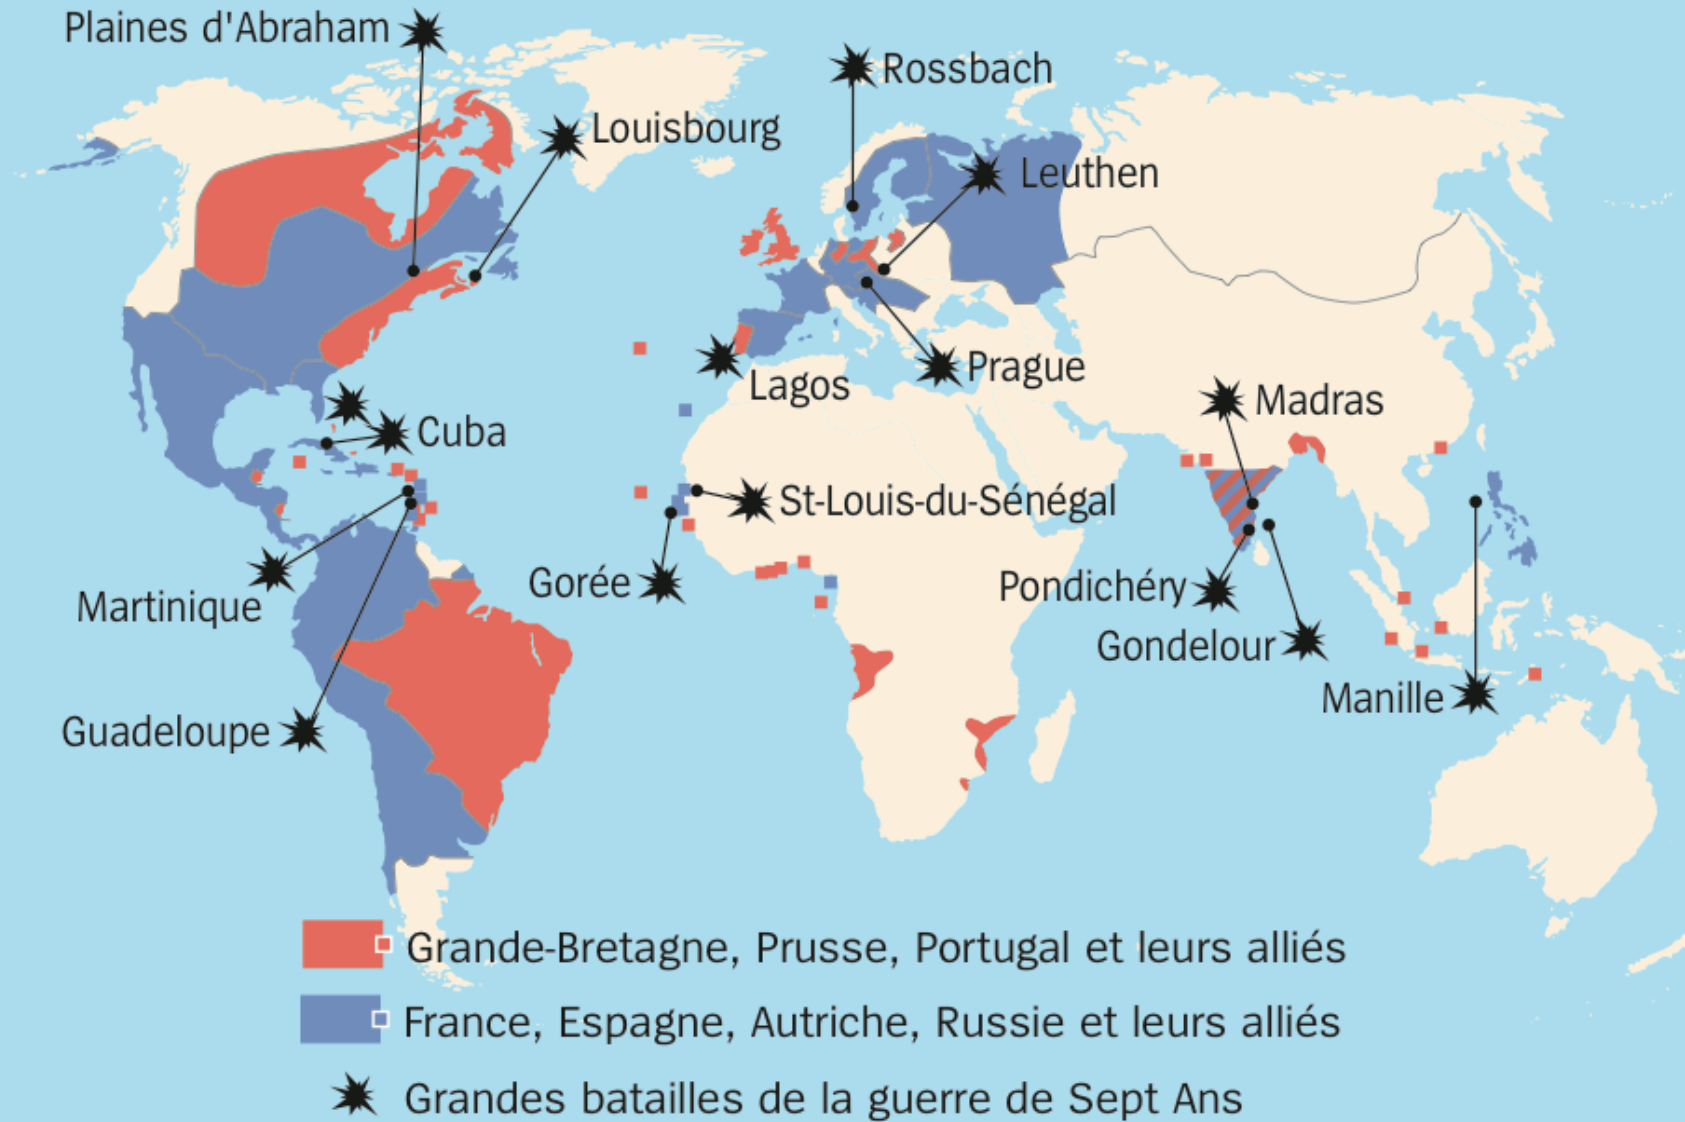 Plaines d'Abraham
Rossbach
Louisbourg
Leuthen
Prague
Lagos
Madras
Cuba
St-Louis-du-Sénégal
Gorée
Pondichéry
Martinique
Gondelour
Manille
Guadeloupe
Grande-Bretagne, Prusse, Portugal et leurs alliés
France, Espagne, Autriche, Russie et leurs alliés
Grandes batailles de la guerre de Sept Ans